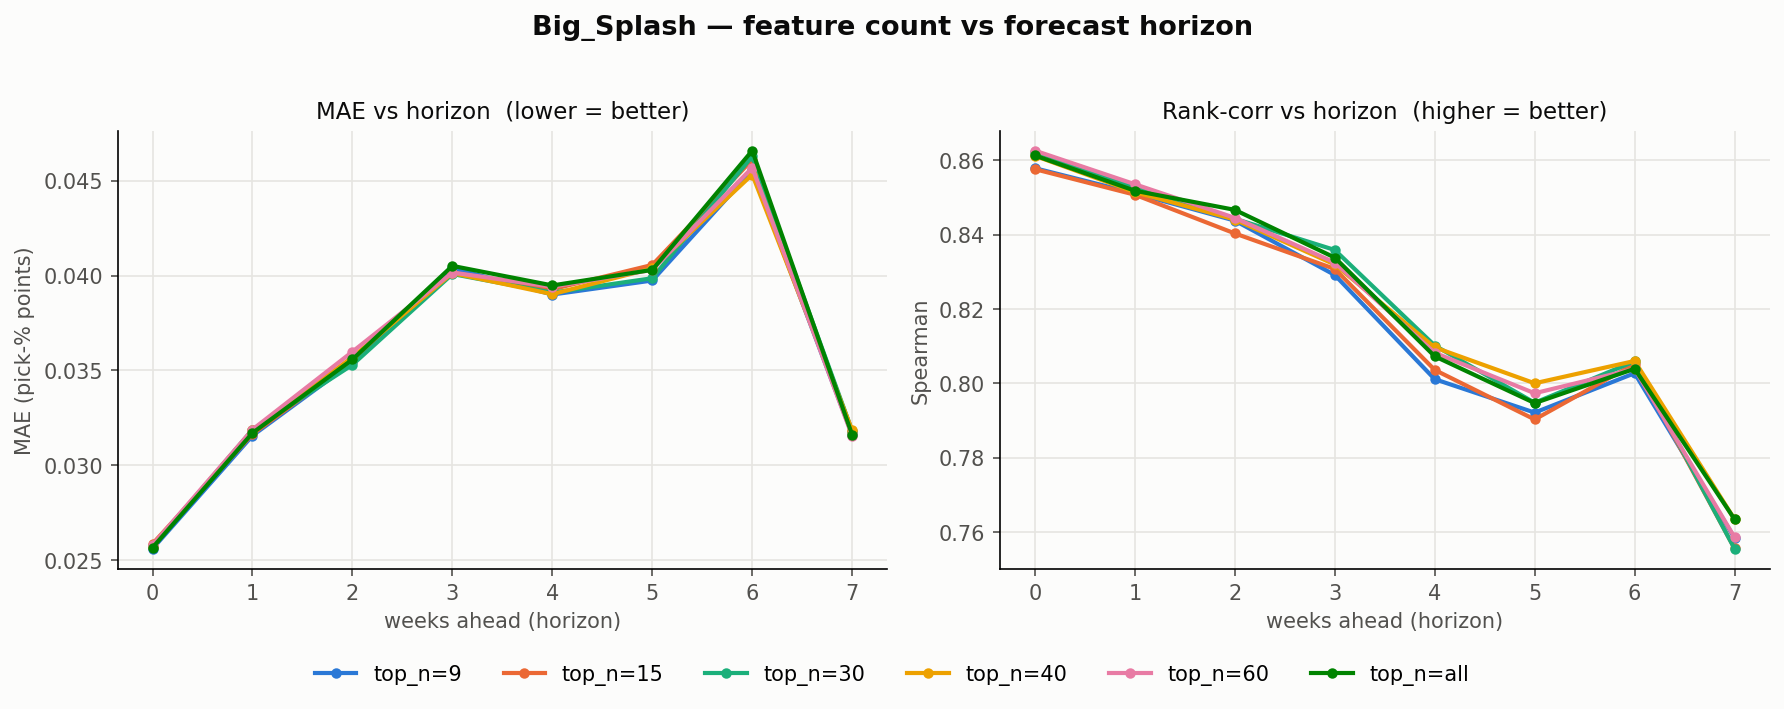 Big_Splash — feature count vs forecast horizon
MAE vs horizon  (lower = better)
MAE (pick-% points)
0.045
0.040
0.035
0.030
0.025
0 1 2 3 4 5 6 7
weeks ahead (horizon)
Rank-corr vs horizon  (higher = better)
Spearman
0.86
0.84
0.82
0.80
0.78
0.76
0 1 2 3 4 5 6 7
weeks ahead (horizon)
top_n=9 top_n=15 top_n=30 top_n=40 top_n=60 top_n=all